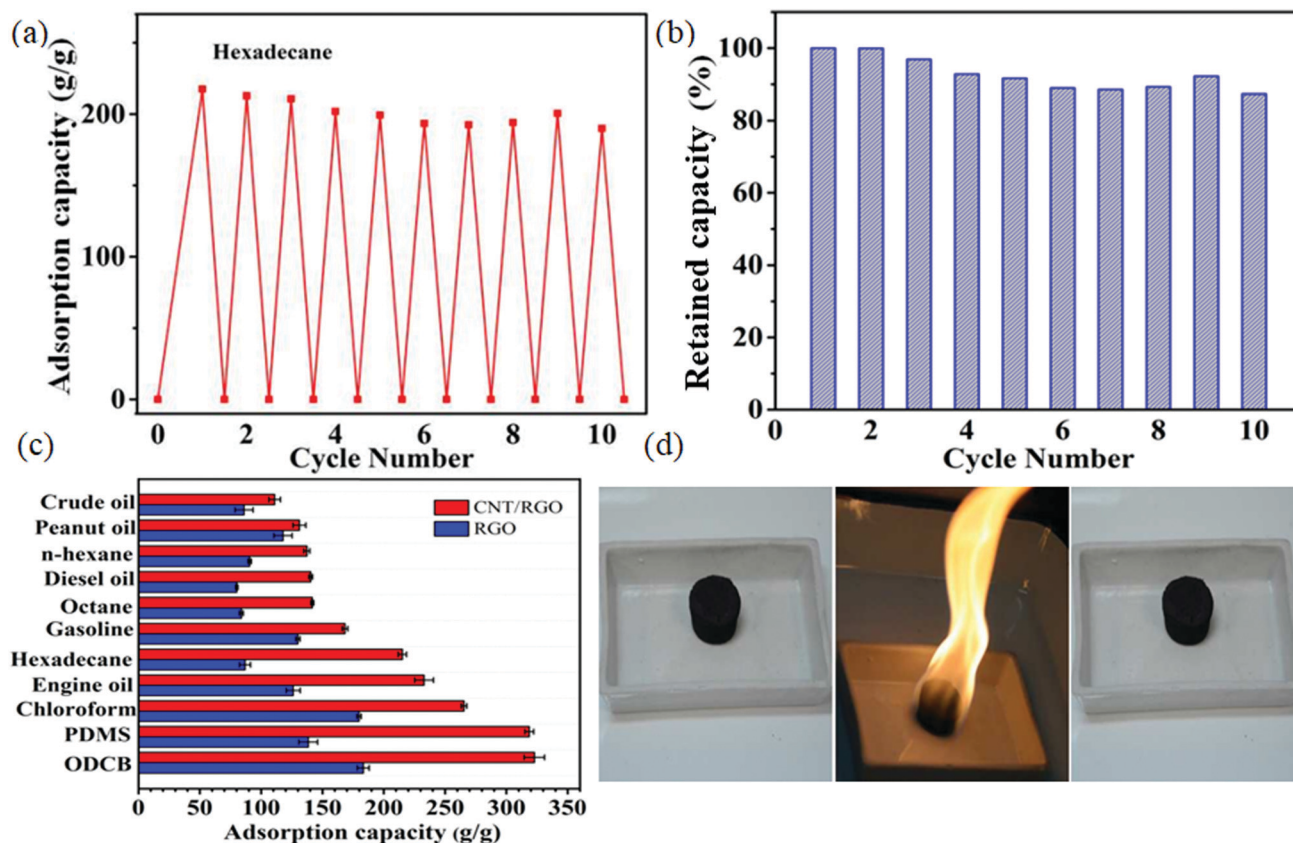 (a)
Hexadecane
Adsorption capacity (g/g)
200
100
0
0 2 4 6 8 10
Cycle Number
(b)
Retained capacity (%)
100
80
60
40
20
0
0 2 4 6 8 10
Cycle Number
(c)
Crude oil
Peanut oil
n-hexane
Diesel oil
Octane
Gasoline
Hexadecane
Engine oil
Chloroform
PDMS
ODCB
CNT/RGO
RGO
0 50 100 150 200 250 300 350
Adsorption capacity (g/g)
(d)